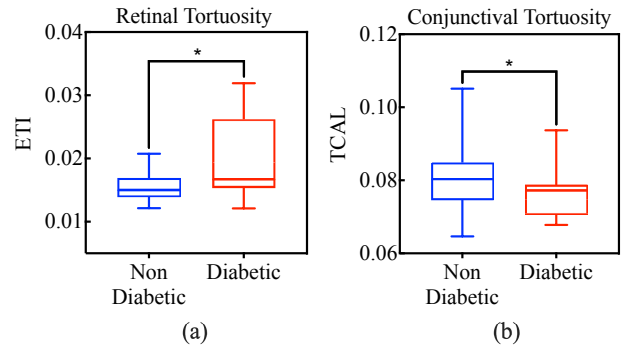 Retinal Tortuosity
*
0.04
0.03
0.02
0.01
ETI
Non
Diabetic
Diabetic
(a)
Conjunctival Tortuosity
*
0.12
0.10
0.08
0.06
TCAL
Non
Diabetic
Diabetic
(b)